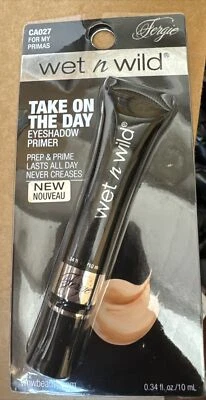 CA027
FOR MY
PRIMAS
Fergie
wet n wild®
TAKE ON
THE DAY
EYESHADOW
PRIMER
PREP & PRIME
LASTS ALL DAY
NEVER CREASES
NEW
NOUVEAU
wet n wild®
0.34 fl. oz./10 mL